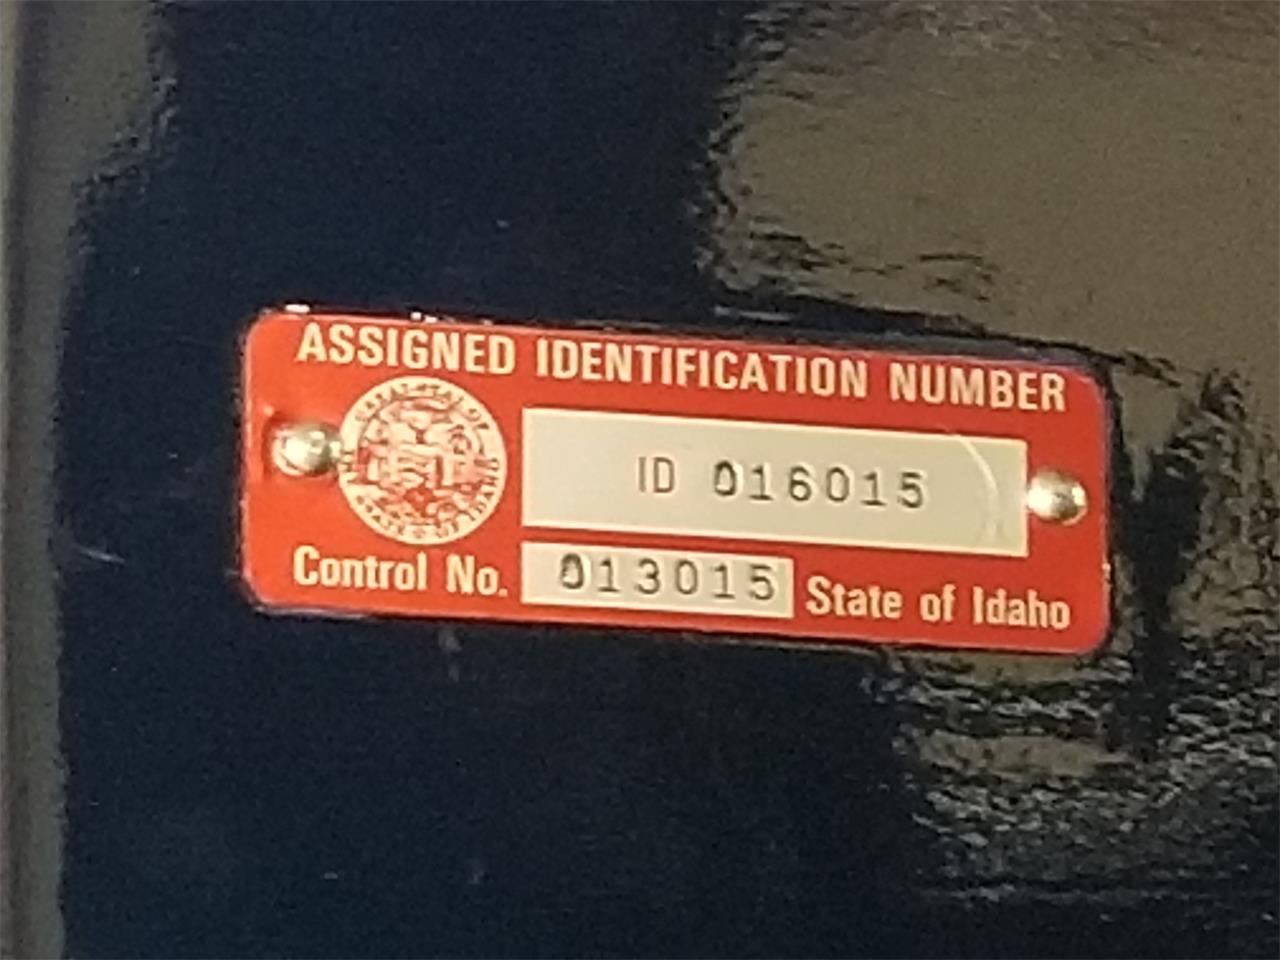 ASSIGNED IDENTIFICATION NUMBER
ID 016015
Control No. 013015 State of Idaho